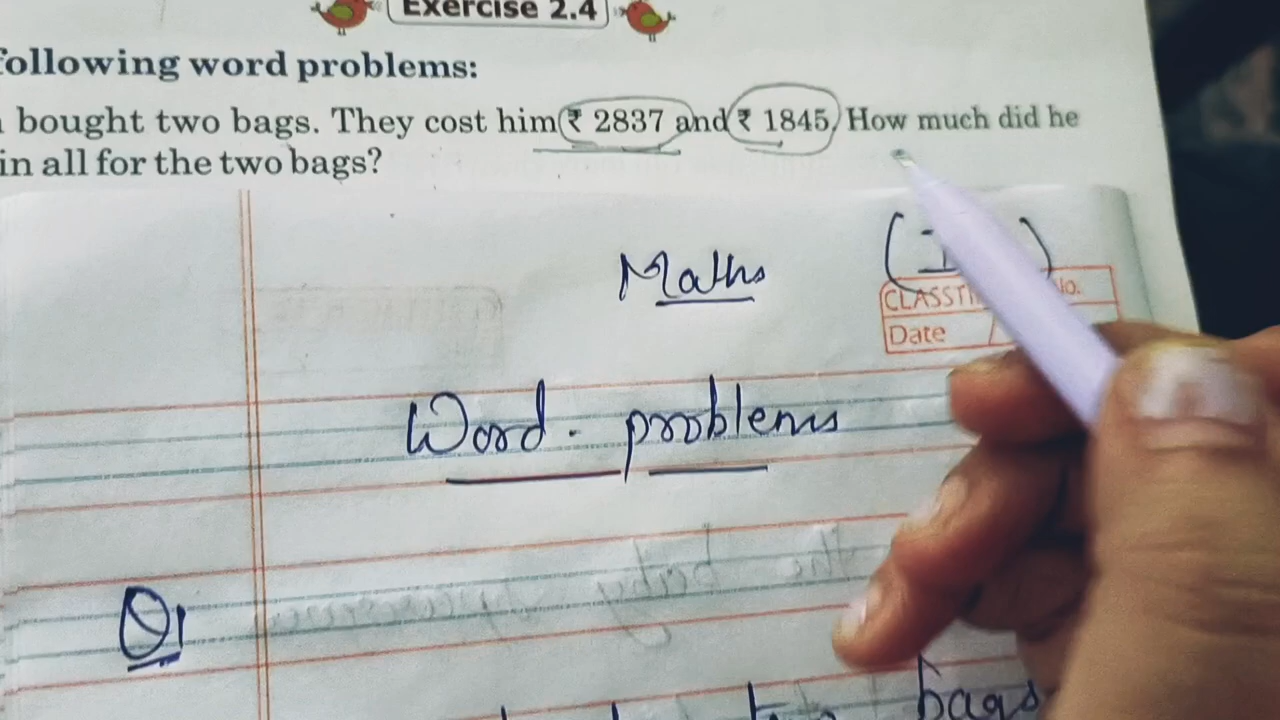 Exercise 2.4
following word problems:
bought two bags. They cost him ₹ 2837 and ₹ 1845. How much did he
in all for the two bags?
Maths
CLASSTI
No.
Date
Word - problems
Q1
bags